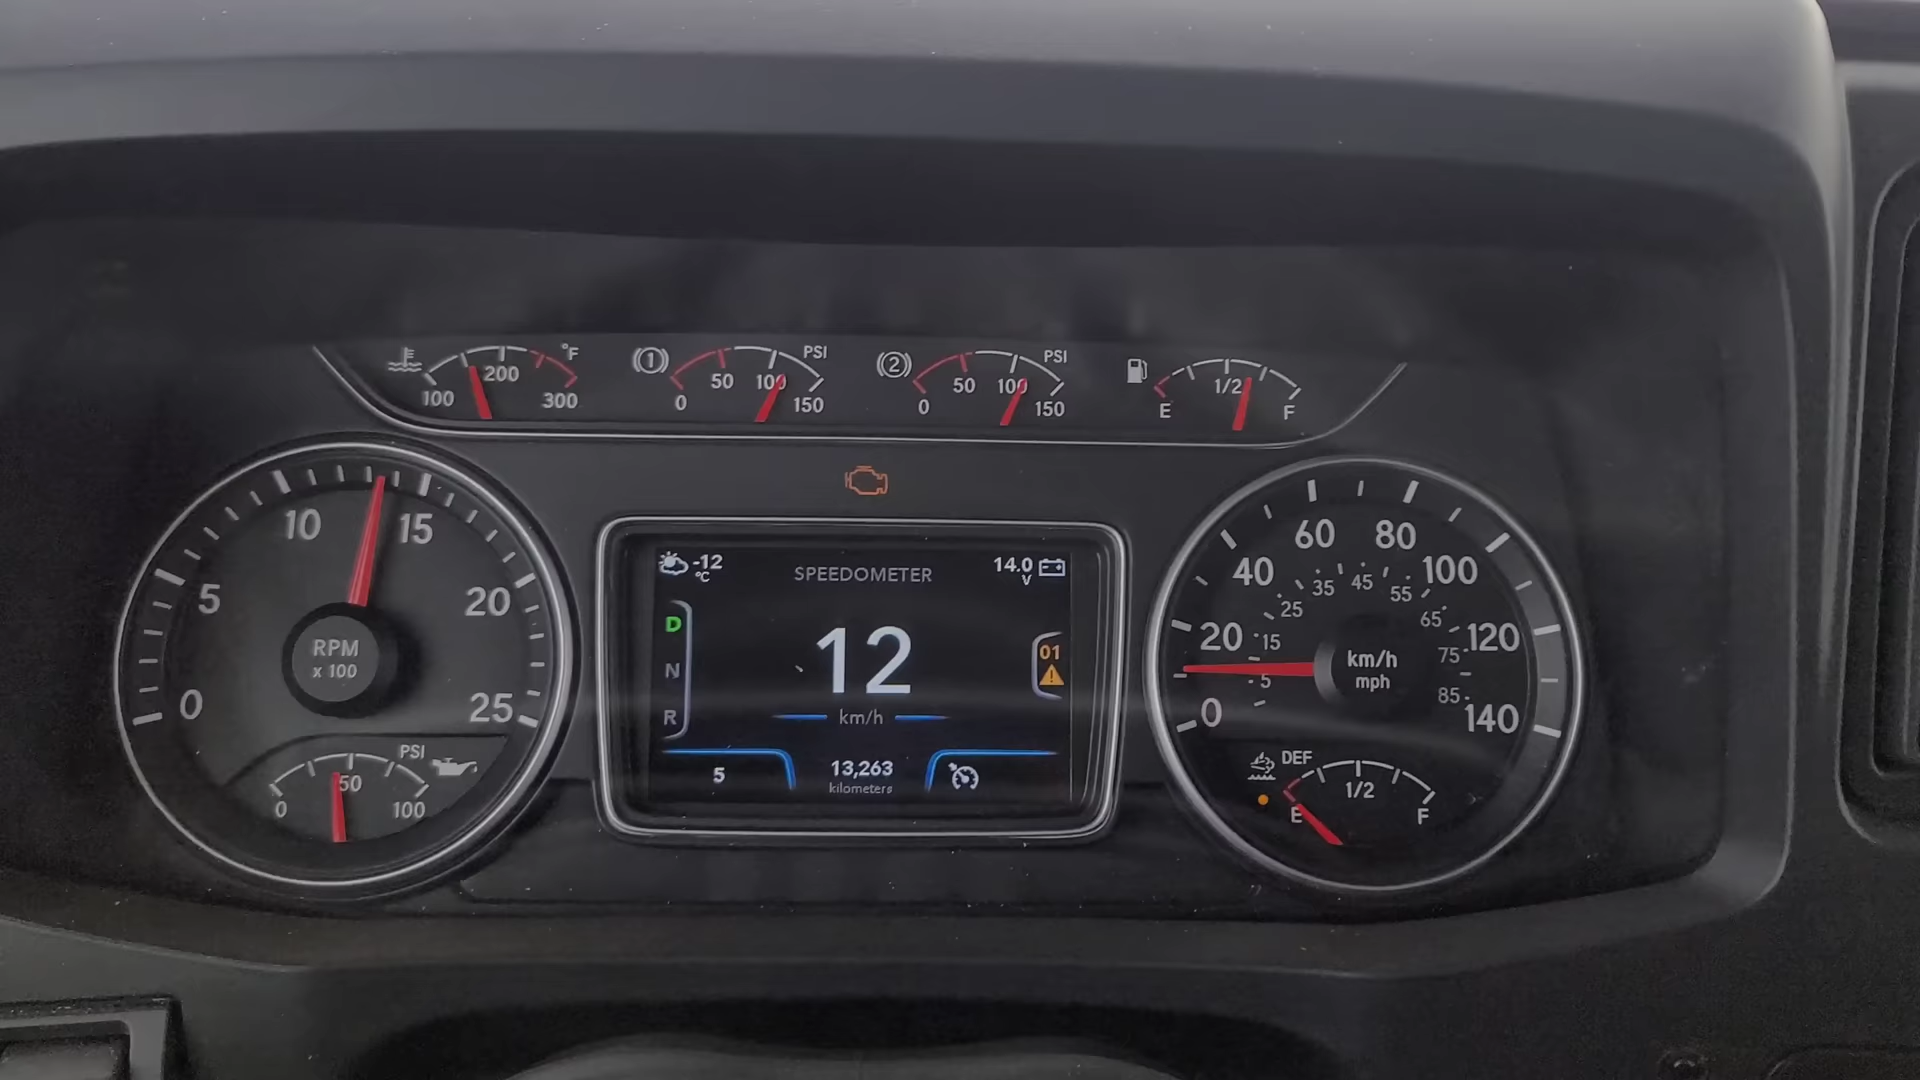 °F
100 200 300
1 PSI
0 50 100 150
2 PSI
0 50 100 150
E 1/2 F
0 5 10 15 20 25
RPM
x 100
PSI
0 50 100
-12
°C
SPEEDOMETER
14.0
V
D
N
R
12
km/h
01
5
13,263
kilometers
0 20 40 60 80 100 120 140
5 15 25 35 45 55 65 75 85
km/h
mph
DEF
E 1/2 F